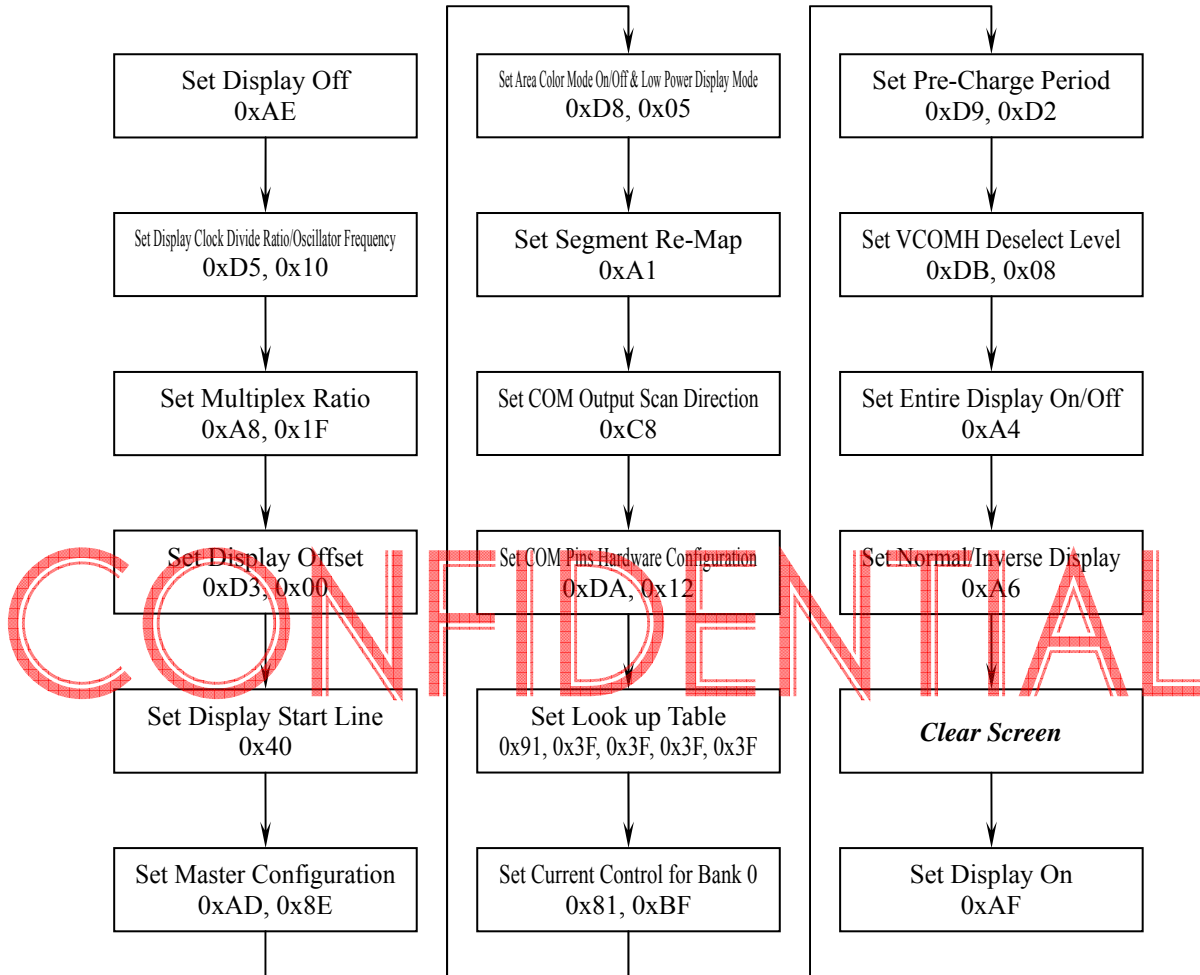 Set Display Off
0xAE
Set Display Clock Divide Ratio/Oscillator Frequency
0xD5, 0x10
Set Multiplex Ratio
0xA8, 0x1F
Set Display Offset
0xD3, 0x00
Set Display Start Line
0x40
Set Master Configuration
0xAD, 0x8E
Set Area Color Mode On/Off & Low Power Display Mode
0xD8, 0x05
Set Segment Re-Map
0xA1
Set COM Output Scan Direction
0xC8
Set COM Pins Hardware Configuration
0xDA, 0x12
Set Look up Table
0x91, 0x3F, 0x3F, 0x3F, 0x3F
Set Current Control for Bank 0
0x81, 0xBF
Set Pre-Charge Period
0xD9, 0xD2
Set VCOMH Deselect Level
0xDB, 0x08
Set Entire Display On/Off
0xA4
Set Normal/Inverse Display
0xA6
Clear Screen
Set Display On
0xAF
CONFIDENTIAL